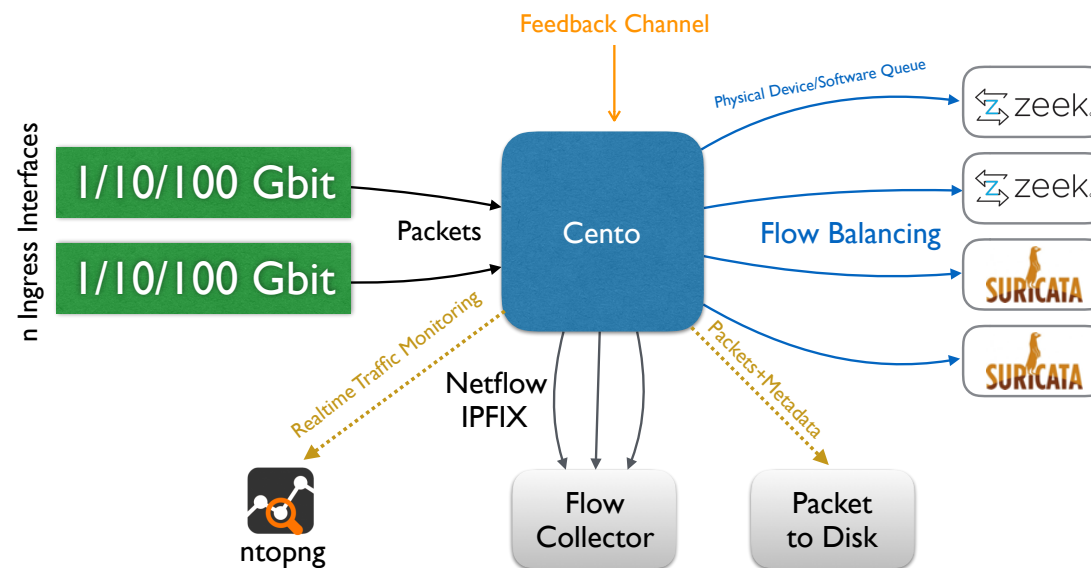 Feedback Channel
Physical Device/Software Queue
zeek.
n Ingress Interfaces
1/10/100 Gbit
Packets
Cento
zeek.
Flow Balancing
1/10/100 Gbit
SURICATA
Realtime Traffic Monitoring
Netflow
IPFIX
Packets+Metadata
SURICATA
ntopng
Flow
Collector
Packet
to Disk